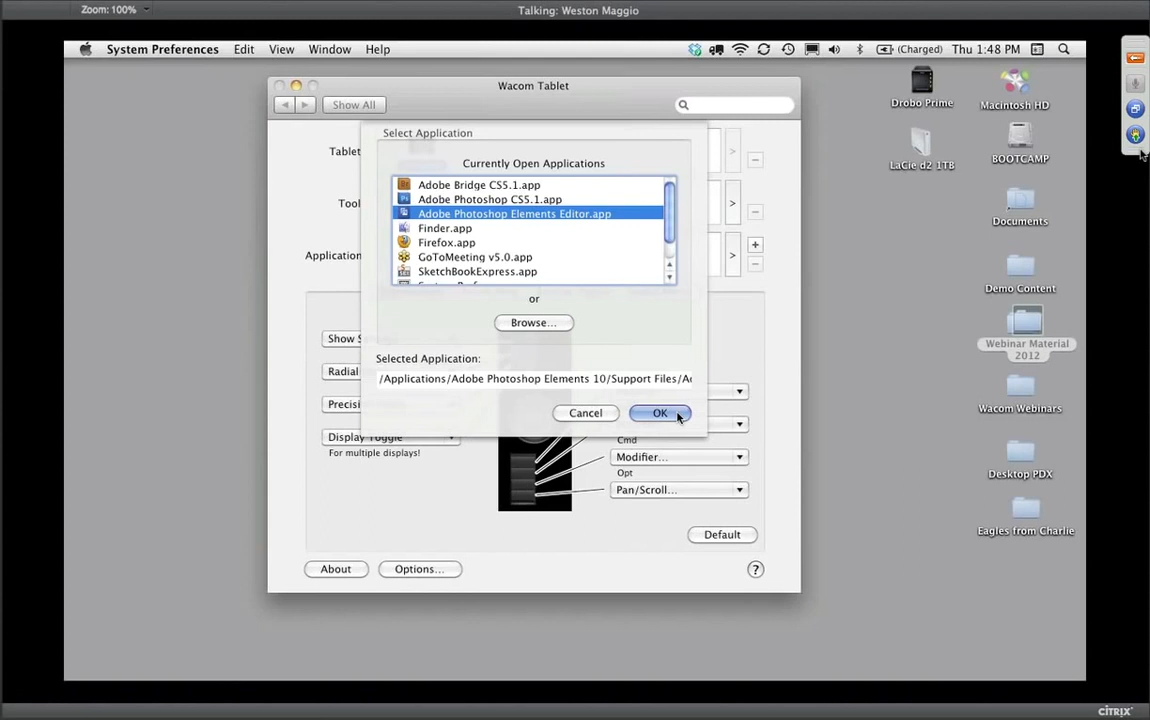 Zoom: 100%
Talking: Weston Maggio
System Preferences Edit View Window Help
(Charged) Thu 1:48 PM
Wacom Tablet
Show All
Drobo Prime
Macintosh HD
LaCie d2 1TB
BOOTCAMP
Documents
Demo Content
Webinar Material
2012
Wacom Webinars
Desktop PDX
Eagles from Charlie
Select Application
Tablet
Tool
Application
Currently Open Applications
Adobe Bridge CS5.1.app
Adobe Photoshop CS5.1.app
Adobe Photoshop Elements Editor.app
Finder.app
Firefox.app
GoToMeeting v5.0.app
SketchBookExpress.app
or
Browse...
Selected Application:
/Applications/Adobe Photoshop Elements 10/Support Files/Ad
Cancel
OK
Show S
Radial
Precis
Display Toggle
For multiple displays!
Cmd
Modifier...
Opt
Pan/Scroll...
Default
About
Options...
?
CITRIX